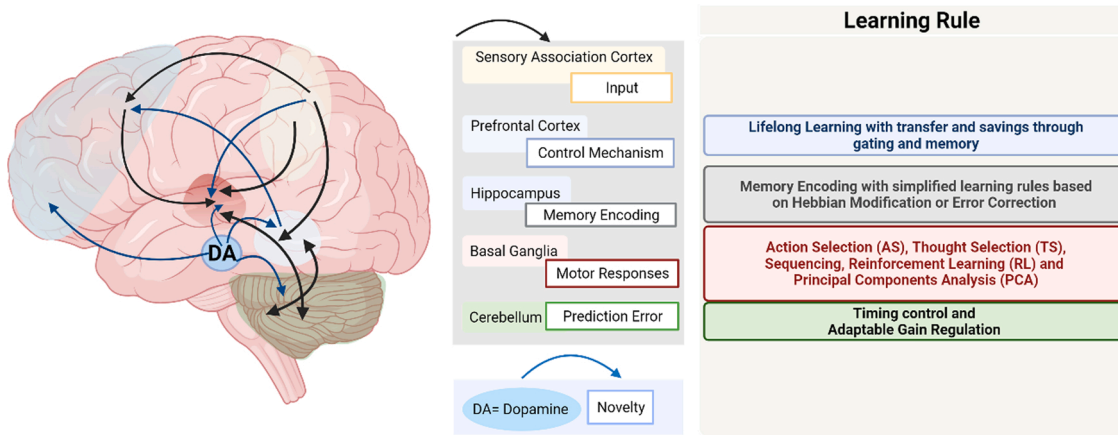 Learning Rule
Sensory Association Cortex
Input
Prefrontal Cortex
Control Mechanism
Lifelong Learning with transfer and savings through
gating and memory
Hippocampus
Memory Encoding
Memory Encoding with simplified learning rules based
on Hebbian Modification or Error Correction
Basal Ganglia
Motor Responses
Action Selection (AS), Thought Selection (TS),
Sequencing, Reinforcement Learning (RL) and
Principal Components Analysis (PCA)
Cerebellum
Prediction Error
Timing control and
Adaptable Gain Regulation
DA
DA= Dopamine
Novelty